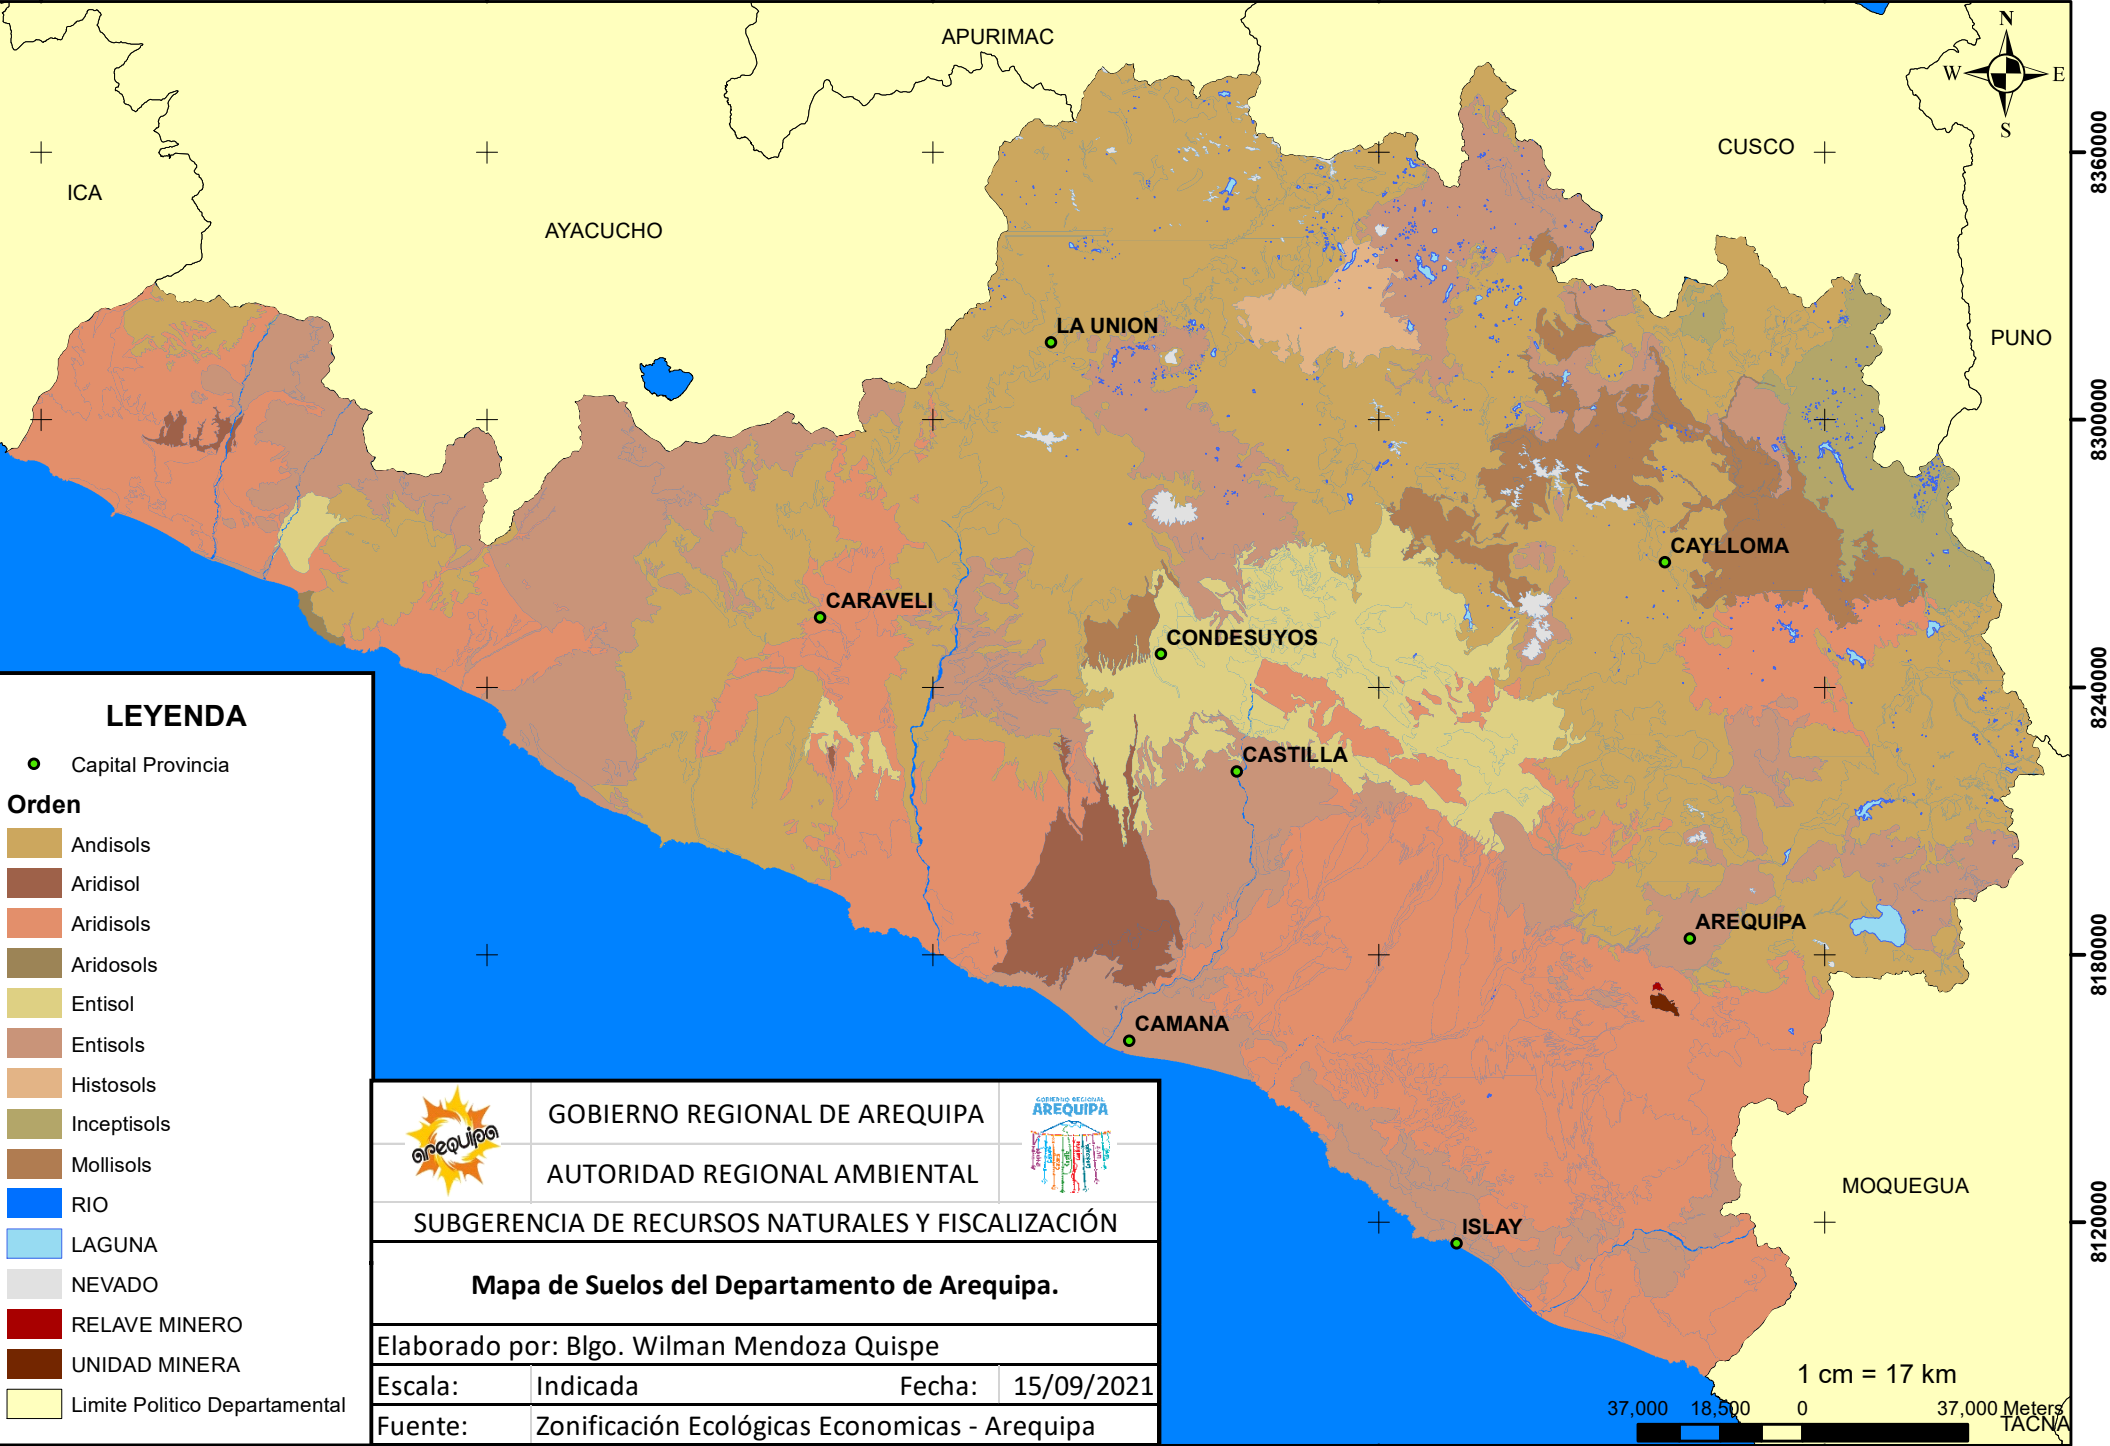 APURIMAC
N
W
E
S
CUSCO
ICA
AYACUCHO
PUNO
8360000
8300000
8240000
8180000
8120000
LA UNION
CAYLLOMA
CARAVELI
CONDESUYOS
CASTILLA
AREQUIPA
CAMANA
ISLAY
MOQUEGUA
TACNA
LEYENDA
Capital Provincia
Orden
Andisols
Aridisol
Aridisols
Aridosols
Entisol
Entisols
Histosols
Inceptisols
Mollisols
RIO
LAGUNA
NEVADO
RELAVE MINERO
UNIDAD MINERA
Limite Politico Departamental
arequipa
GOBIERNO REGIONAL DE AREQUIPA
GOBIERNO REGIONAL
AREQUIPA
AUTORIDAD REGIONAL AMBIENTAL
SUBGERENCIA DE RECURSOS NATURALES Y FISCALIZACIÓN
Mapa de Suelos del Departamento de Arequipa.
Elaborado por: Blgo. Wilman Mendoza Quispe
Escala: Indicada Fecha: 15/09/2021
Fuente: Zonificación Ecológicas Economicas - Arequipa
1 cm = 17 km
37,000 18,500 0 37,000 Meters